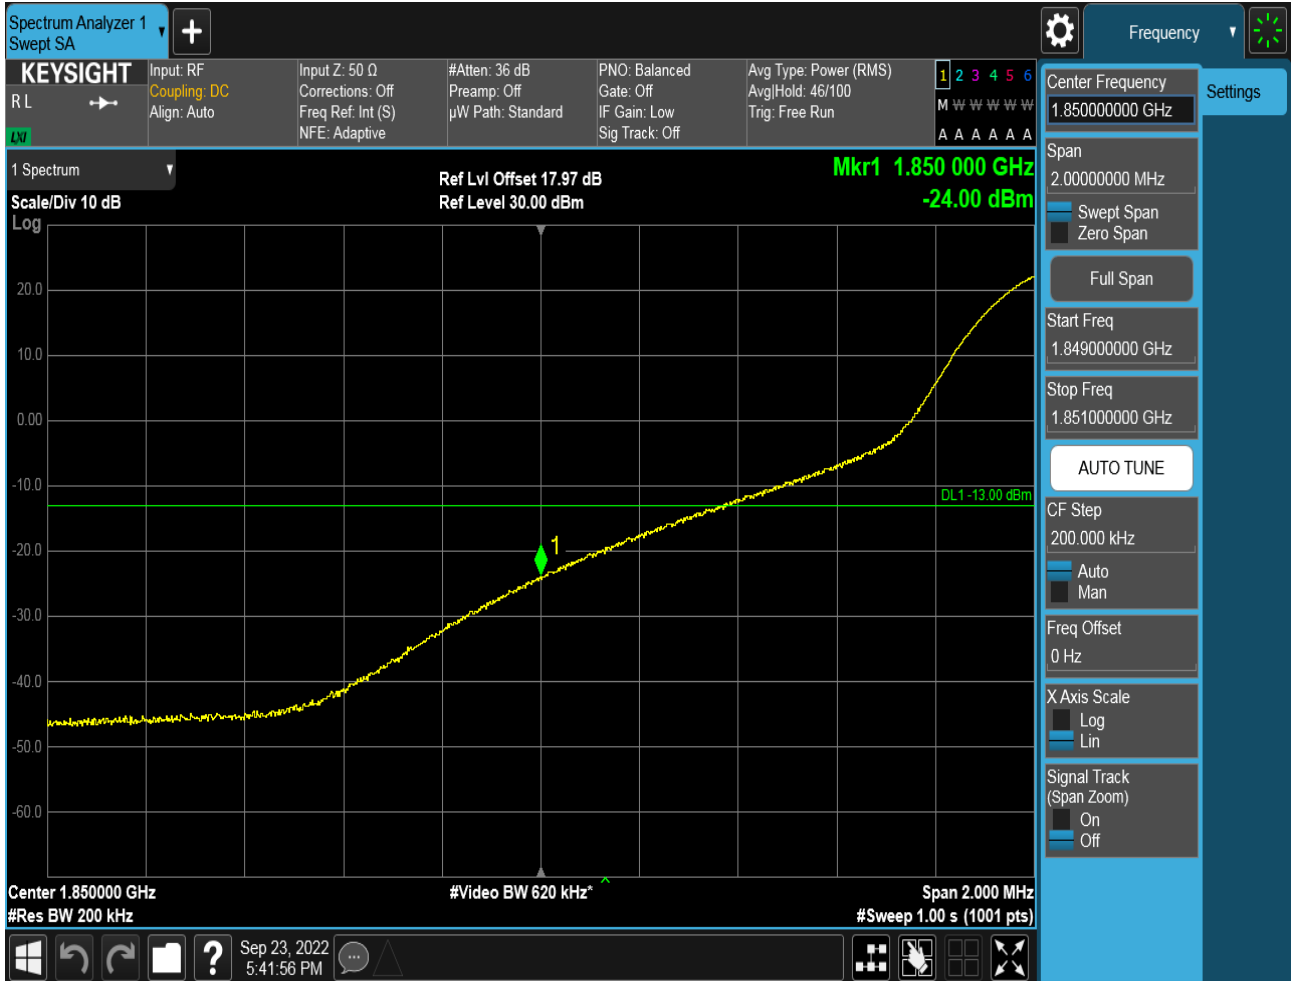 Spectrum Analyzer 1
Swept SA
Frequency
KEYSIGHT
R L
LXI
Input: RF
Coupling: DC
Align: Auto
Input Z: 50 Ω
Corrections: Off
Freq Ref: Int (S)
NFE: Adaptive
#Atten: 36 dB
Preamp: Off
µW Path: Standard
PNO: Balanced
Gate: Off
IF Gain: Low
Sig Track: Off
Avg Type: Power (RMS)
Avg|Hold: 46/100
Trig: Free Run
1 2 3 4 5 6
M W W W W W
A A A A A A
1 Spectrum
Scale/Div 10 dB
Log
Ref Lvl Offset 17.97 dB
Ref Level 30.00 dBm
Mkr1 1.850 000 GHz
-24.00 dBm
20.0
10.0
0.00
-10.0
-20.0
-30.0
-40.0
-50.0
-60.0
DL1 -13.00 dBm
1
Center 1.850000 GHz
#Video BW 620 kHz*
Span 2.000 MHz
#Res BW 200 kHz
#Sweep 1.00 s (1001 pts)
Center Frequency
1.850000000 GHz
Settings
Span
2.00000000 MHz
Swept Span
Zero Span
Full Span
Start Freq
1.849000000 GHz
Stop Freq
1.851000000 GHz
AUTO TUNE
CF Step
200.000 kHz
Auto
Man
Freq Offset
0 Hz
X Axis Scale
Log
Lin
Signal Track
(Span Zoom)
On
Off
?
Sep 23, 2022
5:41:56 PM